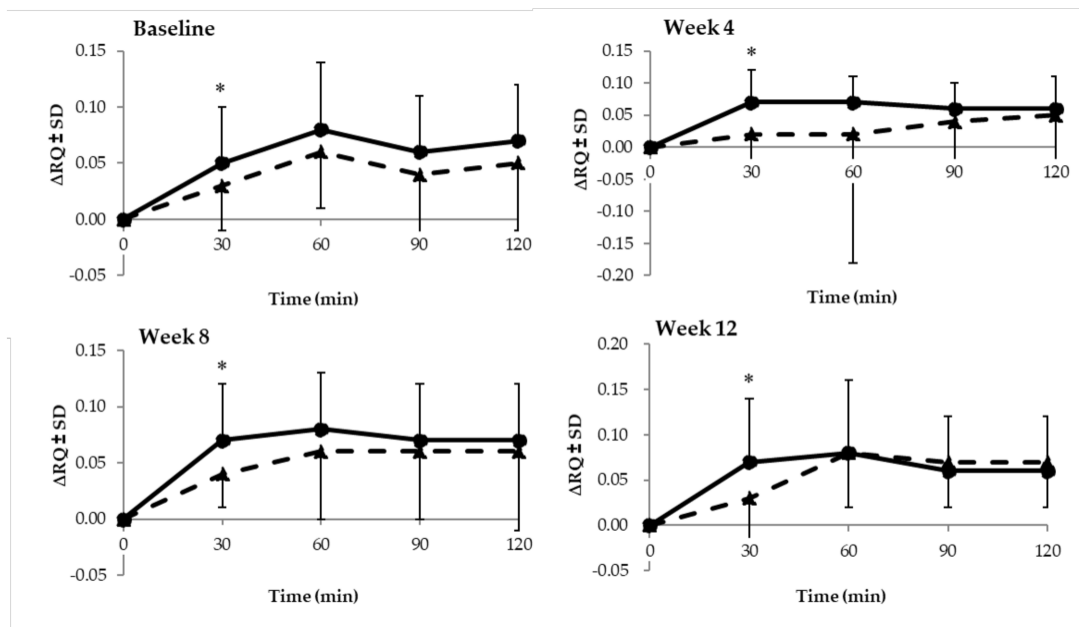 Baseline
0.15
*
0.10
0.05
0.00
-0.05
ΔRQ ± SD
0 30 60 90 120
Time (min)
Week 4
0.15
*
0.10
0.05
0.00
-0.05
-0.10
-0.15
-0.20
ΔRQ ± SD
0 30 60 90 120
Time (min)
Week 8
0.15
*
0.10
0.05
0.00
-0.05
ΔRQ ± SD
0 30 60 90 120
Time (min)
Week 12
0.20
0.15
*
0.10
0.05
0.00
-0.05
ΔRQ ± SD
0 30 60 90 120
Time (min)